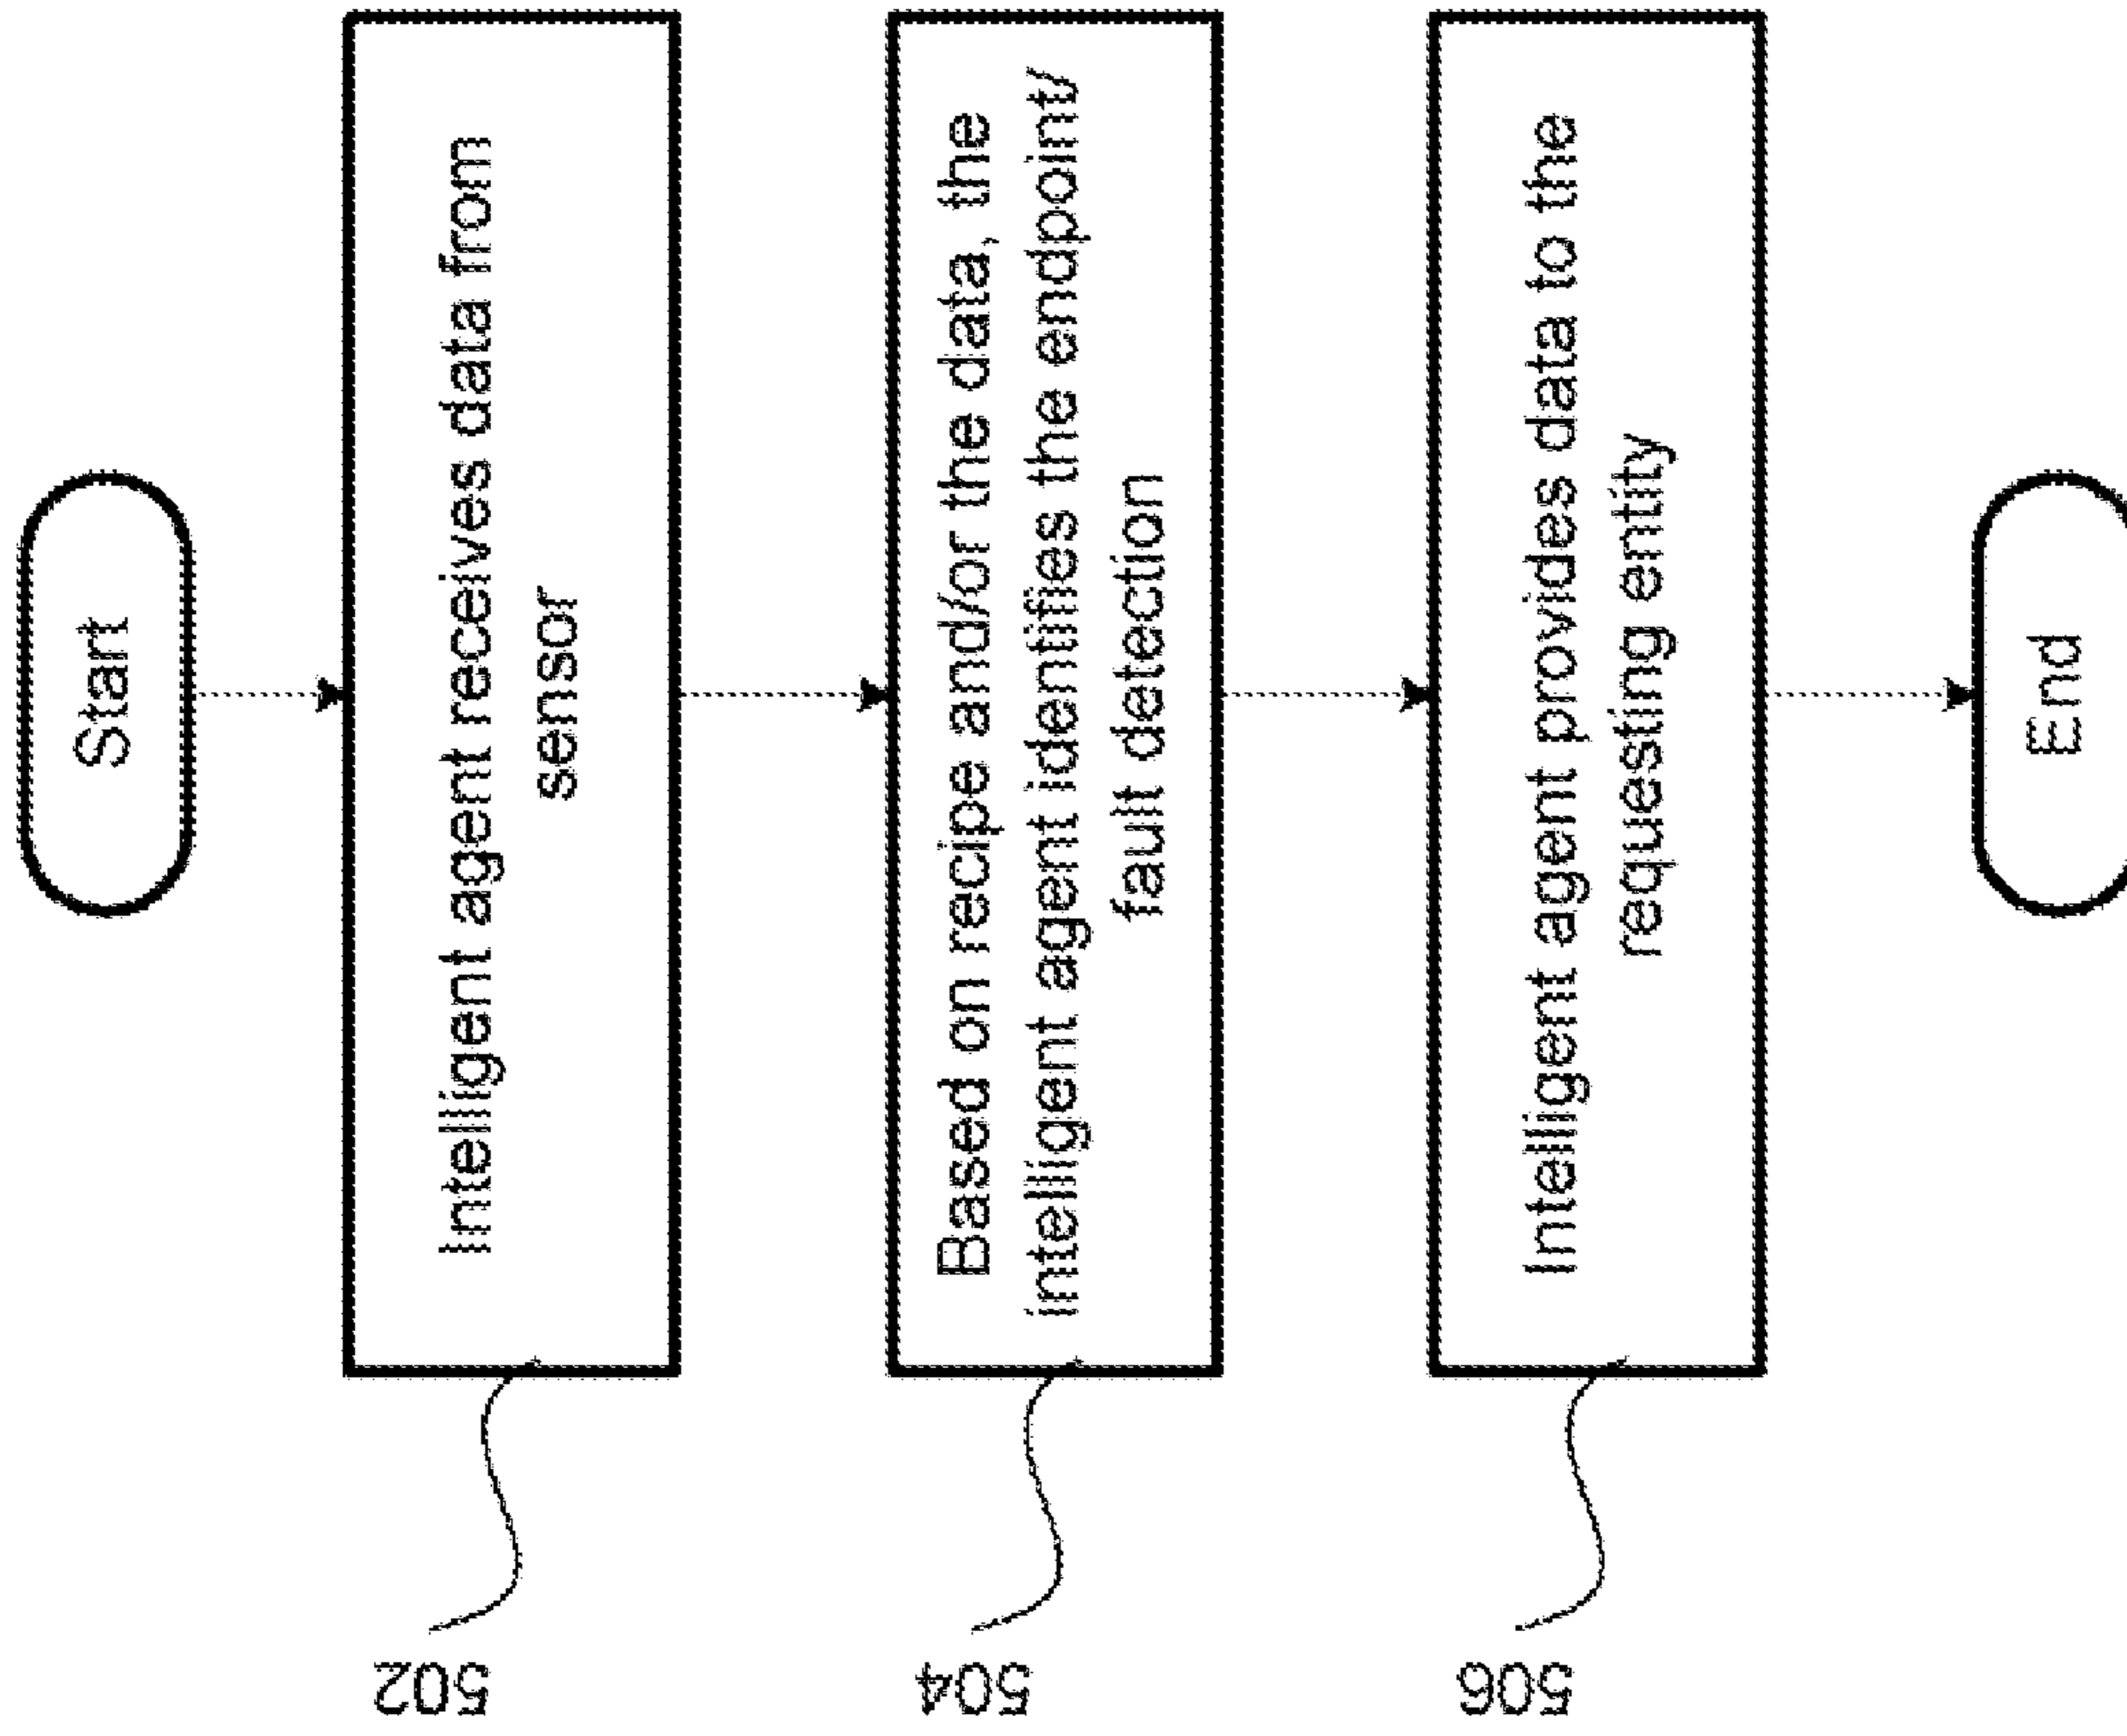 Start
502
Intelligent agent receives data from
sensor
504
Based on recipe and/or the data, the
intelligent agent identifies the endpoint/
fault detection
506
Intelligent agent provides data to the
requesting entity
End